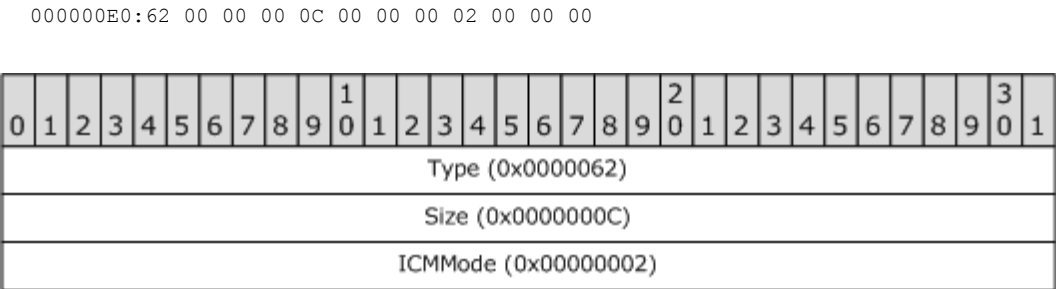 000000E0:62 00 00 00 0C 00 00 00 02 00 00 00
1 2 3
0 1 2 3 4 5 6 7 8 9 0 1 2 3 4 5 6 7 8 9 0 1 2 3 4 5 6 7 8 9 0 1
Type (0x0000062)
Size (0x0000000C)
ICMMode (0x00000002)